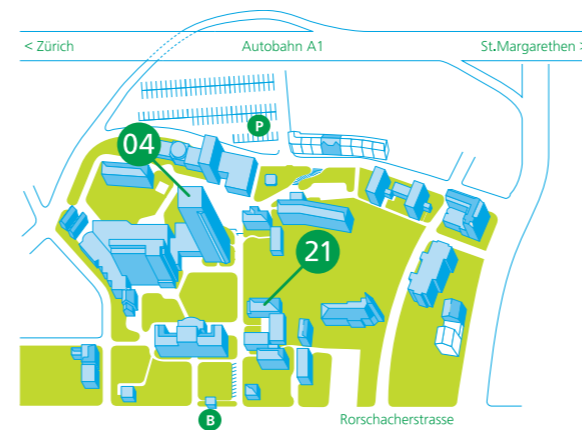 < Zürich
Autobahn A1
St.Margarethen >
P
04
21
B
Rorschacherstrasse